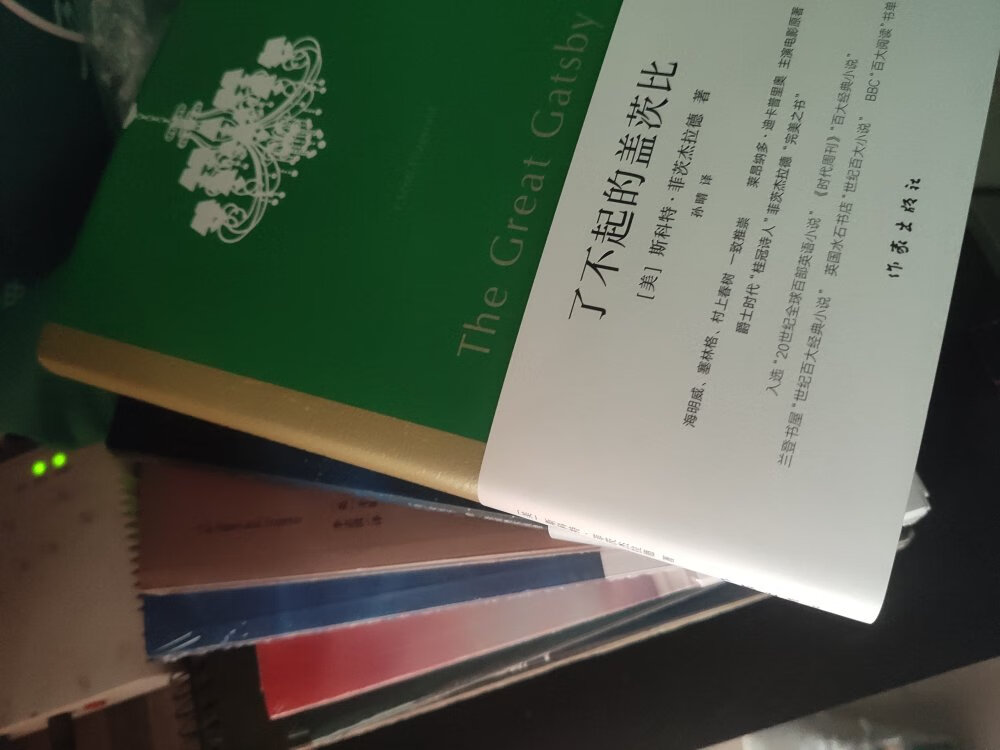 The Great Gatsby
了不起的盖茨比
[美] 斯科特·菲茨杰拉德 著
孙晴 译
海明威、塞林格、村上春树 一致推崇 莱昂纳多·迪卡普里奥 主演电影原著
爵士时代“桂冠诗人”菲茨杰拉德“完美之书”
入选“20世纪全球百部英语小说” 《时代周刊》“百大经典小说”
兰登书屋“世纪百大经典小说” 英国水石书店“世纪百大小说” BBC“百大阅读”书单
作家出版社